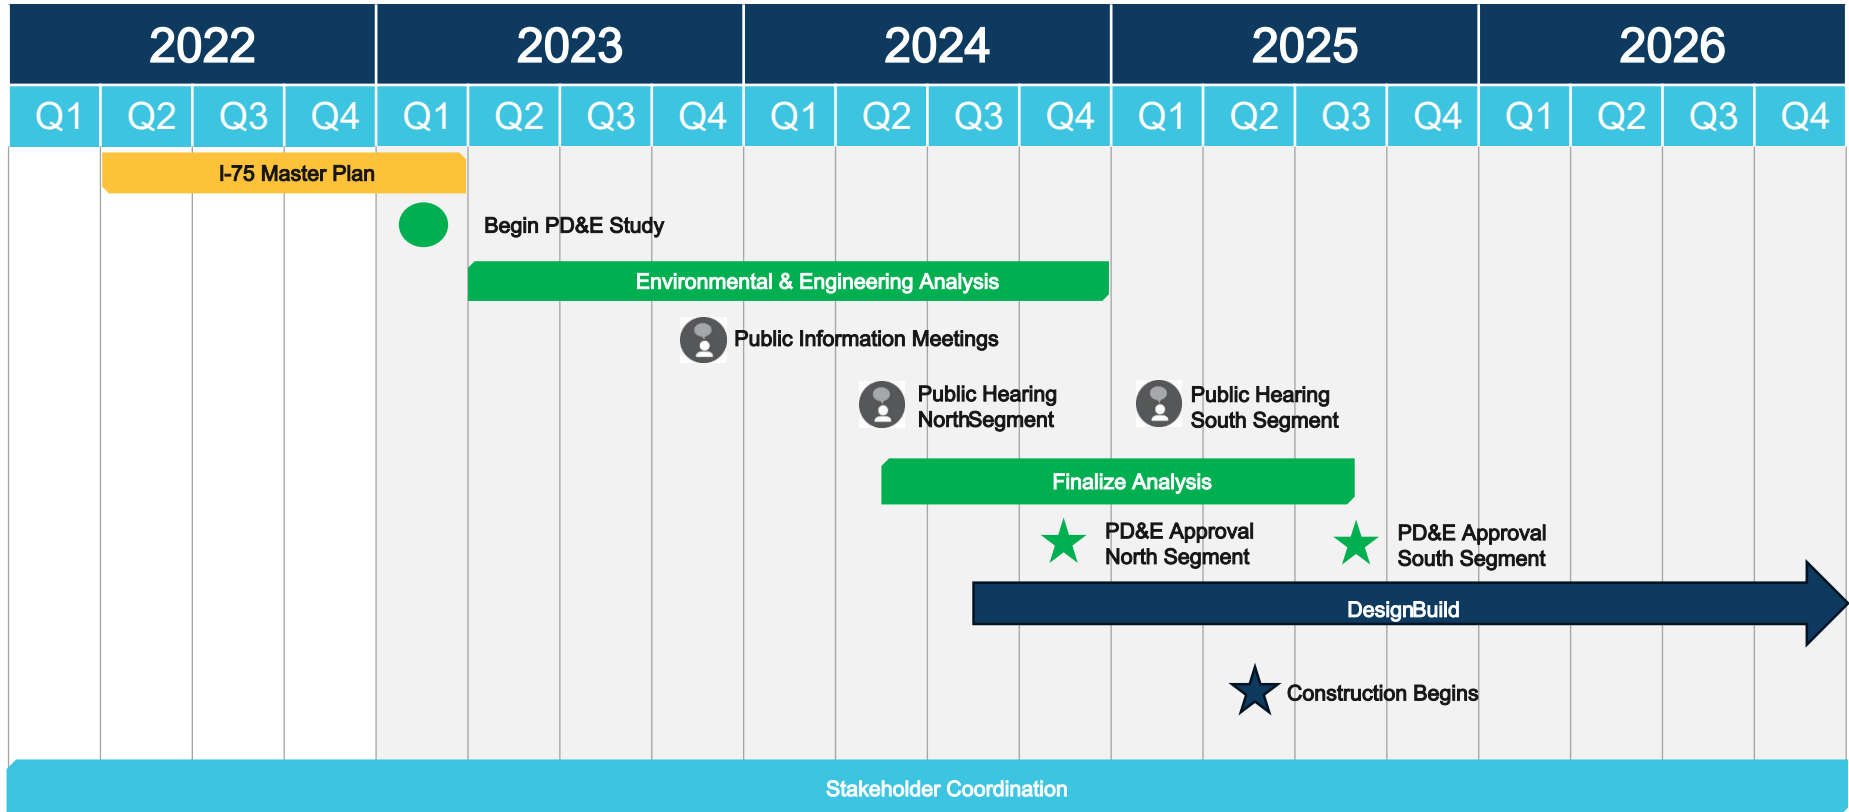 2022 2023 2024 2025 2026
Q1 Q2 Q3 Q4 Q1 Q2 Q3 Q4 Q1 Q2 Q3 Q4 Q1 Q2 Q3 Q4 Q1 Q2 Q3 Q4
I-75 Master Plan
Begin PD&E Study
Environmental & Engineering Analysis
Public Information Meetings
Public Hearing
NorthSegment
Public Hearing
South Segment
Finalize Analysis
PD&E Approval
North Segment
PD&E Approval
South Segment
DesignBuild
Construction Begins
Stakeholder Coordination